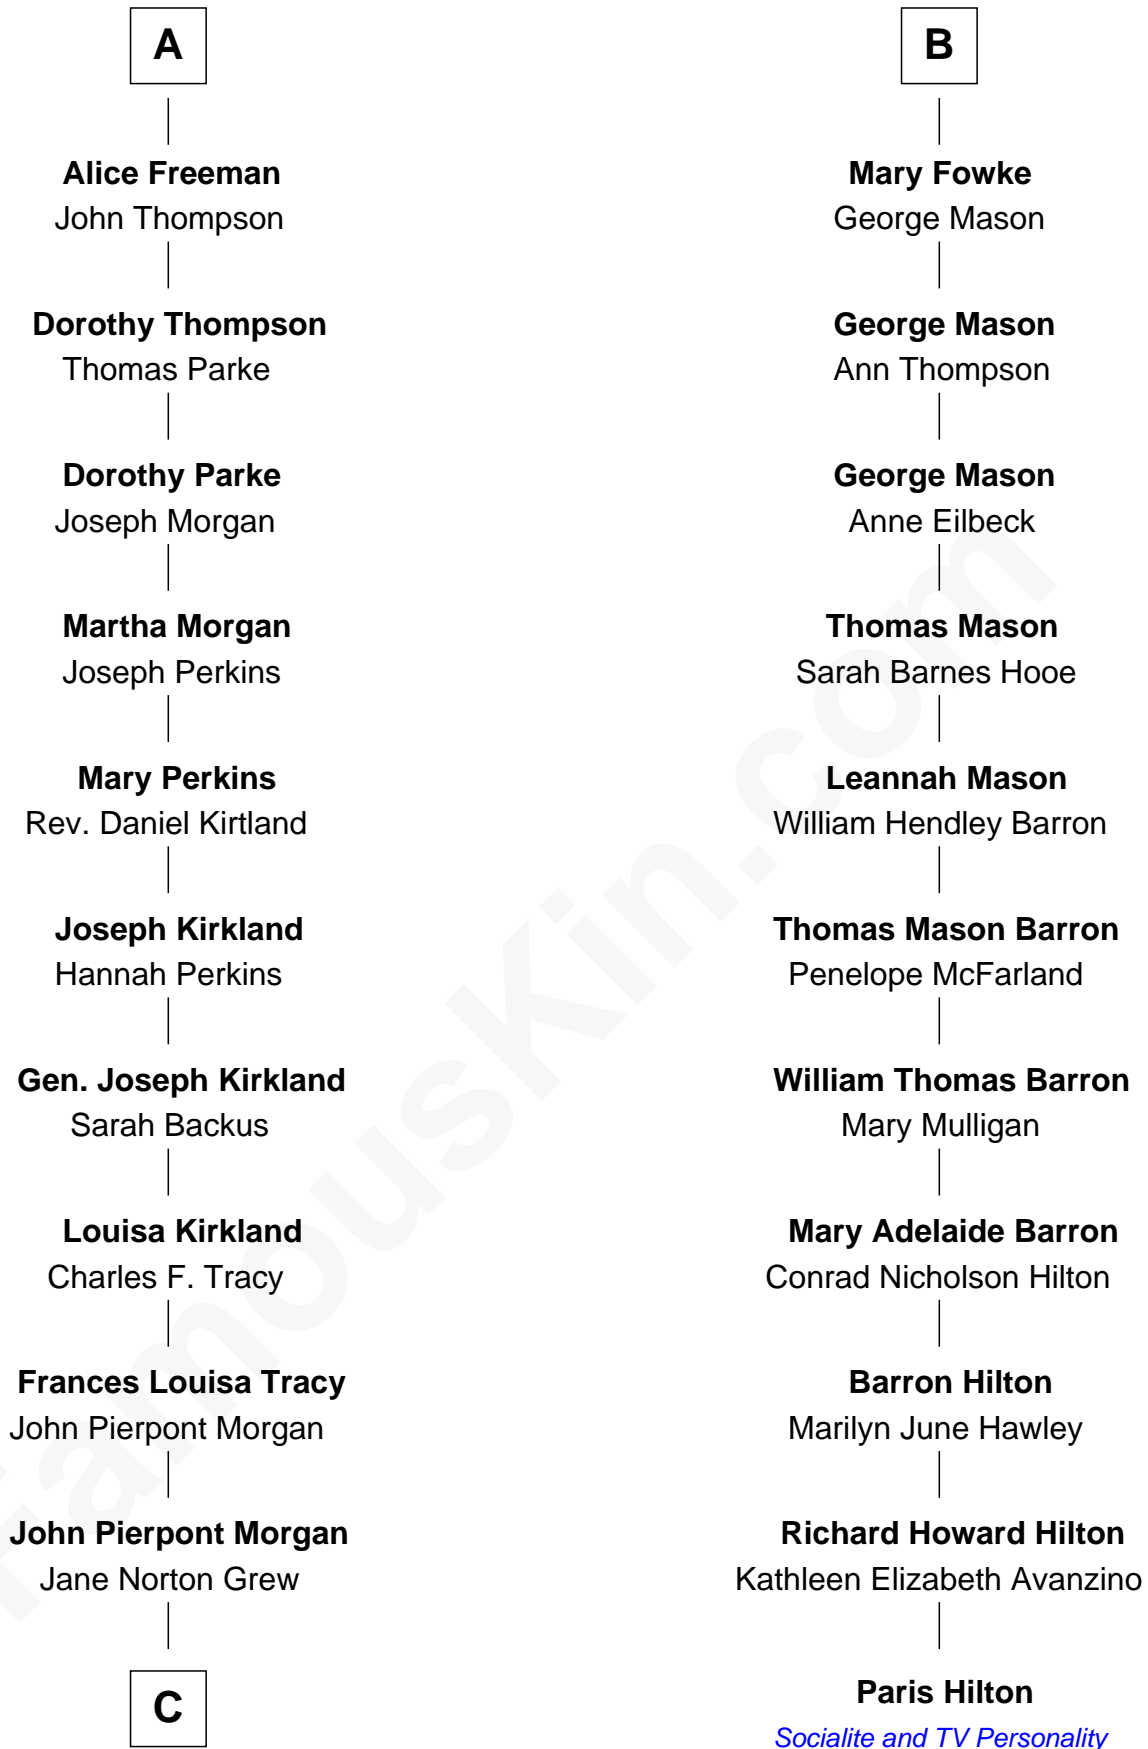 A
Alice Freeman
John Thompson
Dorothy Thompson
Thomas Parke
Dorothy Parke
Joseph Morgan
Martha Morgan
Joseph Perkins
Mary Perkins
Rev. Daniel Kirtland
Joseph Kirkland
Hannah Perkins
Gen. Joseph Kirkland
Sarah Backus
Louisa Kirkland
Charles F. Tracy
Frances Louisa Tracy
John Pierpont Morgan
John Pierpont Morgan
Jane Norton Grew
C
B
Mary Fowke
George Mason
George Mason
Ann Thompson
George Mason
Anne Eilbeck
Thomas Mason
Sarah Barnes Hooe
Leannah Mason
William Hendley Barron
Thomas Mason Barron
Penelope McFarland
William Thomas Barron
Mary Mulligan
Mary Adelaide Barron
Conrad Nicholson Hilton
Barron Hilton
Marilyn June Hawley
Richard Howard Hilton
Kathleen Elizabeth Avanzino
Paris Hilton
Socialite and TV Personality
FamousKin.com